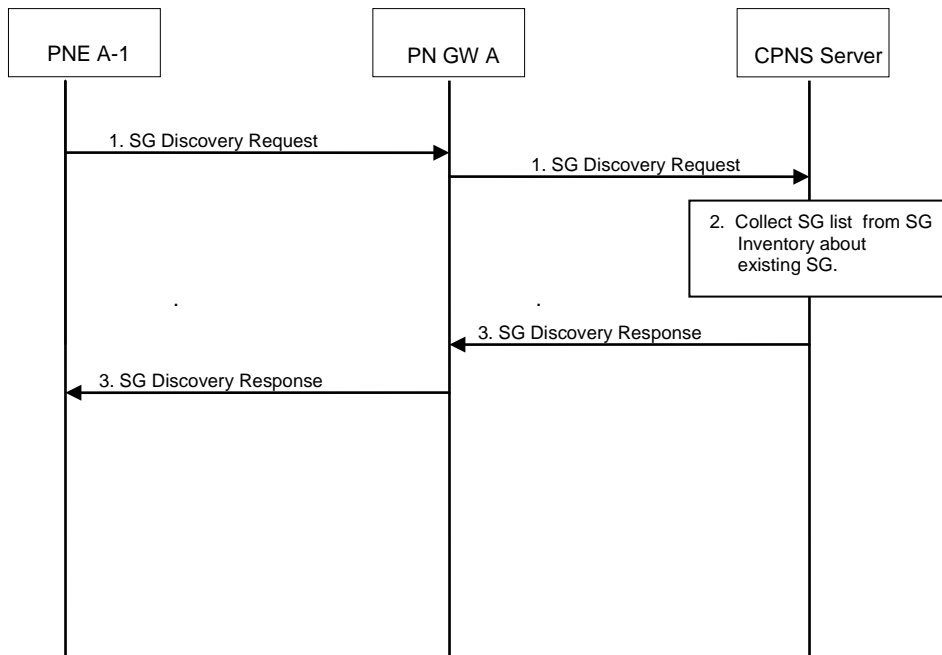 PNE A-1
PN GW A
CPNS Server
1. SG Discovery Request
1. SG Discovery Request
2. Collect SG list from SG
Inventory about
existing SG.
.
.
3. SG Discovery Response
3. SG Discovery Response